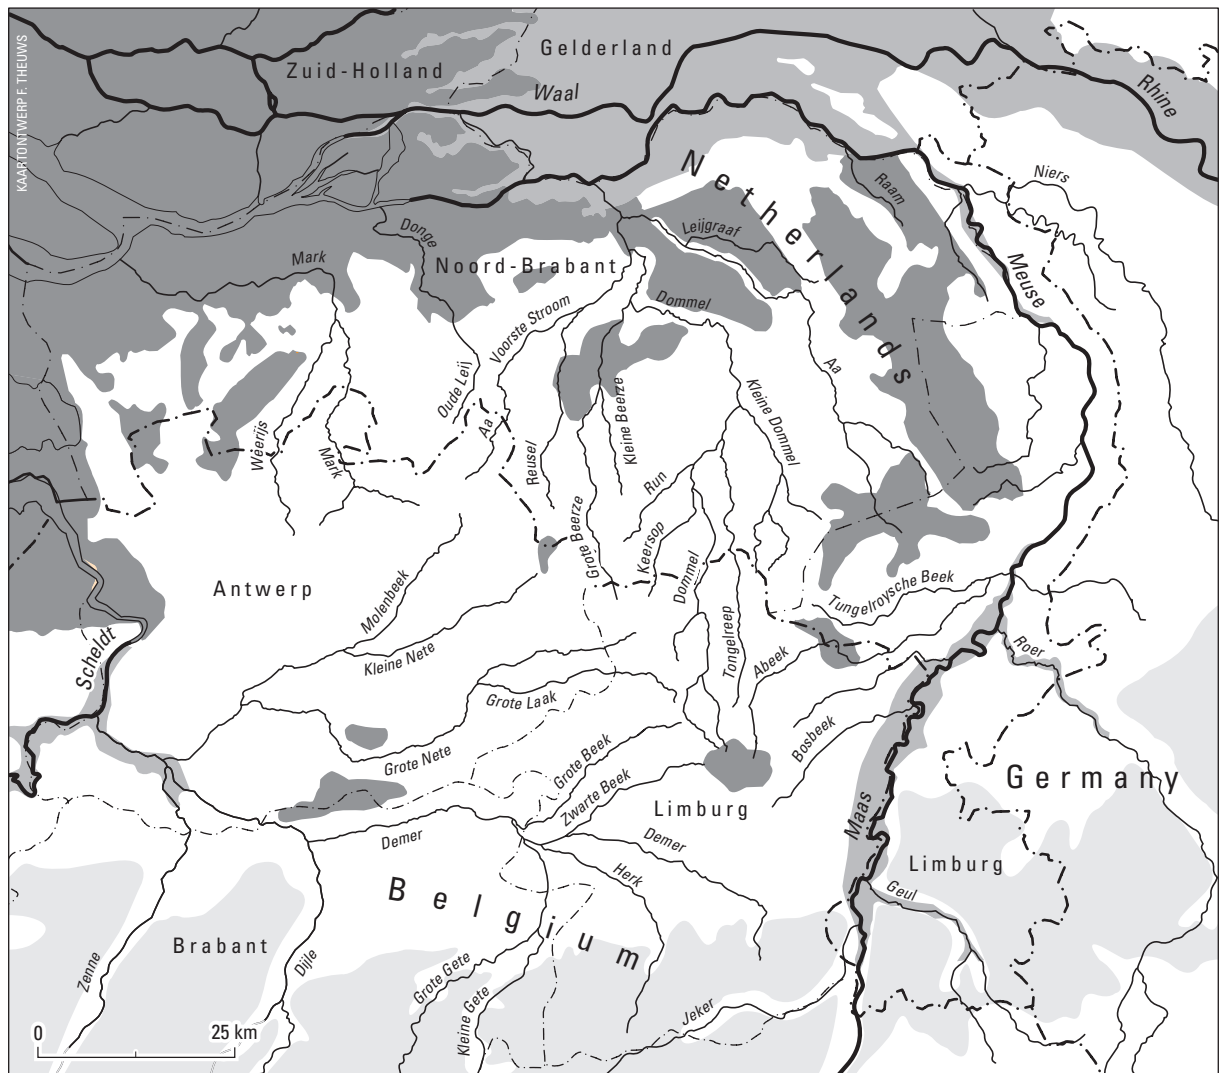 KAARTONTWERP F. THEUWS
Zuid-Holland
Gelderland
Waal
Rhine
Netherlands
Niers
Raam
Leijgraaf
Donge
Mark
Noord-Brabant
Meuse
Dommel
Voorste Stroom
Oude Leij
Aa
Aa
Kleine Beerze
Kleine Dommel
Weerijs
Mark
Reusel
Run
Grote Beerze
Keersop
Dommel
Antwerp
Molenbeek
Tungelroysche Beek
Scheldt
Kleine Nete
Tongelreep
Abeek
Roer
Grote Laak
Bosbeek
Grote Nete
Grote Beek
Zwarte Beek
Germany
Limburg
Maas
Demer
Demer
Limburg
Herk
Geul
Belgium
Brabant
Zenne
Dijle
Grote Gete
Kleine Gete
Jeker
0 25 km